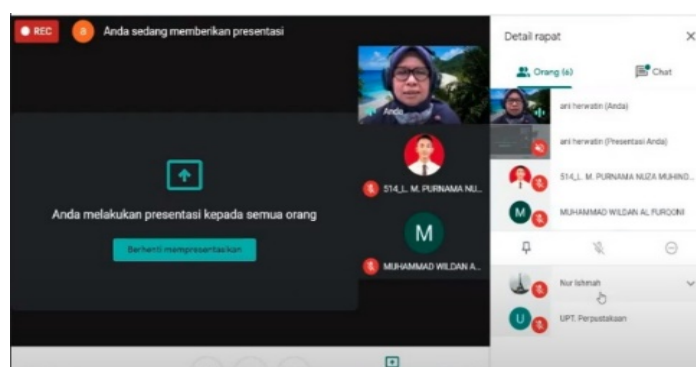 REC
a
Anda sedang memberikan presentasi
Anda
514_L. M. PURNAMA NU...
M
MUHAMMAD WILDAN A...
Anda melakukan presentasi kepada semua orang
Berhenti mempresentasikan
Detail rapat
Orang (6)
Chat
ani herwatin (Anda)
ani herwatin (Presentasi Anda)
514_L. M. PURNAMA NUZA MUHIND...
M
MUHAMMAD WILDAN AL FURQONI
Nur Ishmah
U
UPT. Perpustakaan